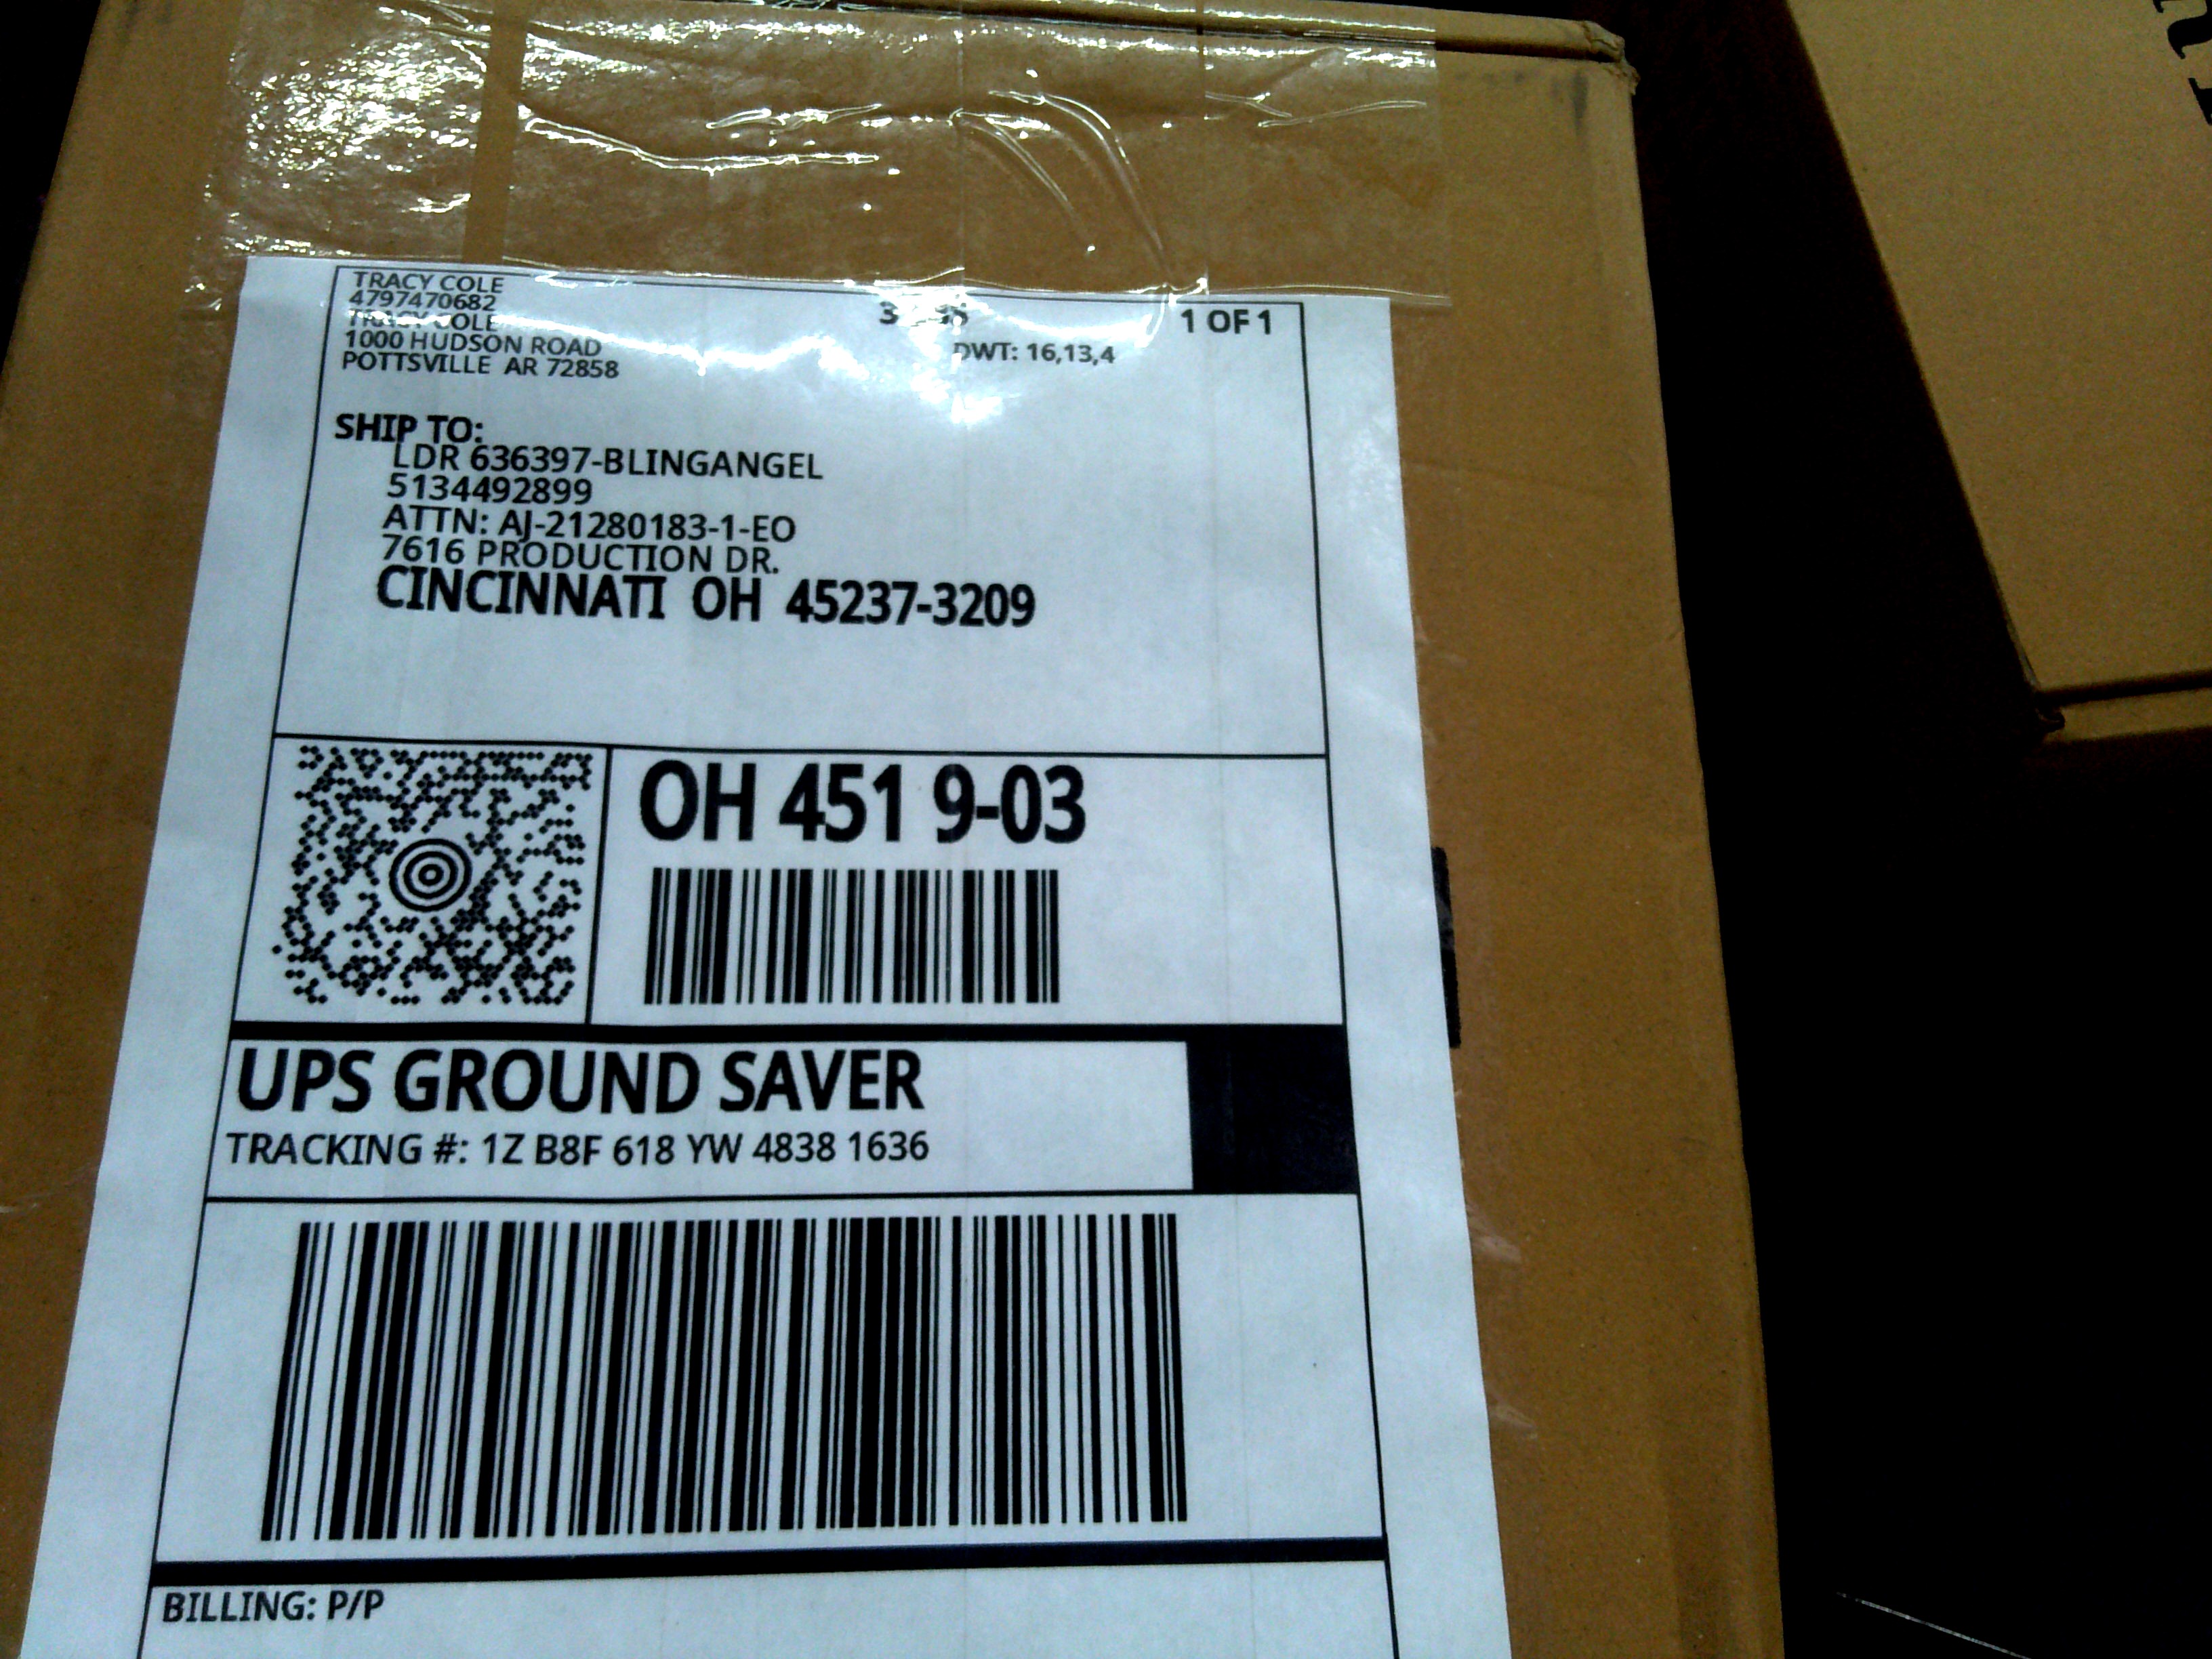 TRACY COLE
4797470682
TRACY COLE
1000 HUDSON ROAD
POTTSVILLE AR 72858
1 OF 1
DWT: 16,13,4
SHIP TO:
LDR 636397-BLINGANGEL
5134492899
ATTN: AJ-21280183-1-EO
7616 PRODUCTION DR.
CINCINNATI OH 45237-3209
OH 451 9-03
UPS GROUND SAVER
TRACKING #: 1Z B8F 618 YW 4838 1636
BILLING: P/P